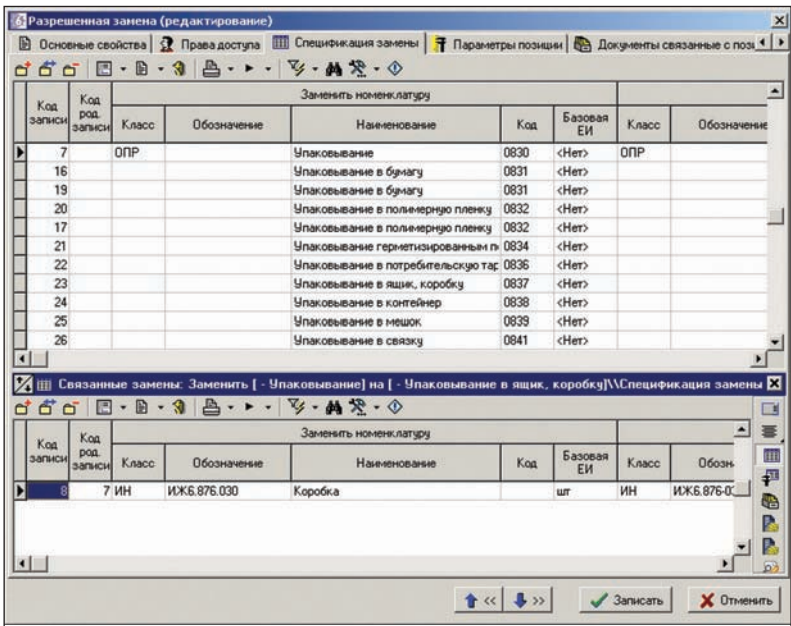 Разрешенная замена (редактирование)
Основные свойства Права доступа Спецификация замены Параметры позиции Документы связанные с поз
Заменить номенклатуру
Код записи Код род. записи Класс Обозначение Наименование Код Базовая ЕИ Класс Обозначение
7 ОПР Упаковывание 0830 <Нет> ОПР
16 Упаковывание в бумагу 0831 <Нет>
19 Упаковывание в бумагу 0831 <Нет>
20 Упаковывание в полимерную пленку 0832 <Нет>
17 Упаковывание в полимерную пленку 0832 <Нет>
21 Упаковывание герметизированным п 0834 <Нет>
22 Упаковывание в потребительскую тар 0836 <Нет>
23 Упаковывание в ящик, коробку 0837 <Нет>
24 Упаковывание в контейнер 0838 <Нет>
25 Упаковывание в мешок 0839 <Нет>
26 Упаковывание в связку 0841 <Нет>
Связанные замены: Заменить [ - Упаковывание] на [ - Упаковывание в ящик, коробку]\\Спецификация замены
Заменить номенклатуру
Код записи Код род. записи Класс Обозначение Наименование Код Базовая ЕИ Класс Обозн
8 7 ИН ИЖ6.876.030 Коробка шт ИН ИЖ6.876-0
<< >> Записать Отменить